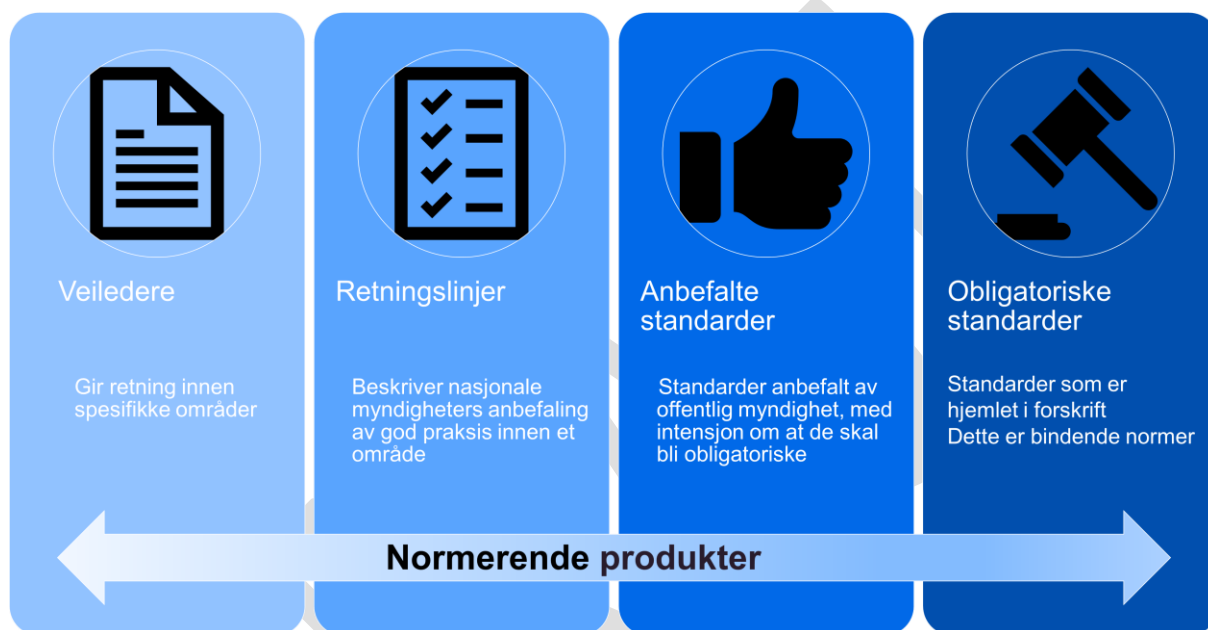 Veiledere
Gir retning innen
spesifikke områder
Retningslinjer
Beskriver nasjonale
myndigheters anbefaling
av god praksis innen et
område
Anbefalte
standarder
Standarder anbefalt av
offentlig myndighet, med
intensjon om at de skal
bli obligatoriske
Obligatoriske
standarder
Standarder som er
hjemlet i forskrift
Dette er bindende normer
Normerende produkter